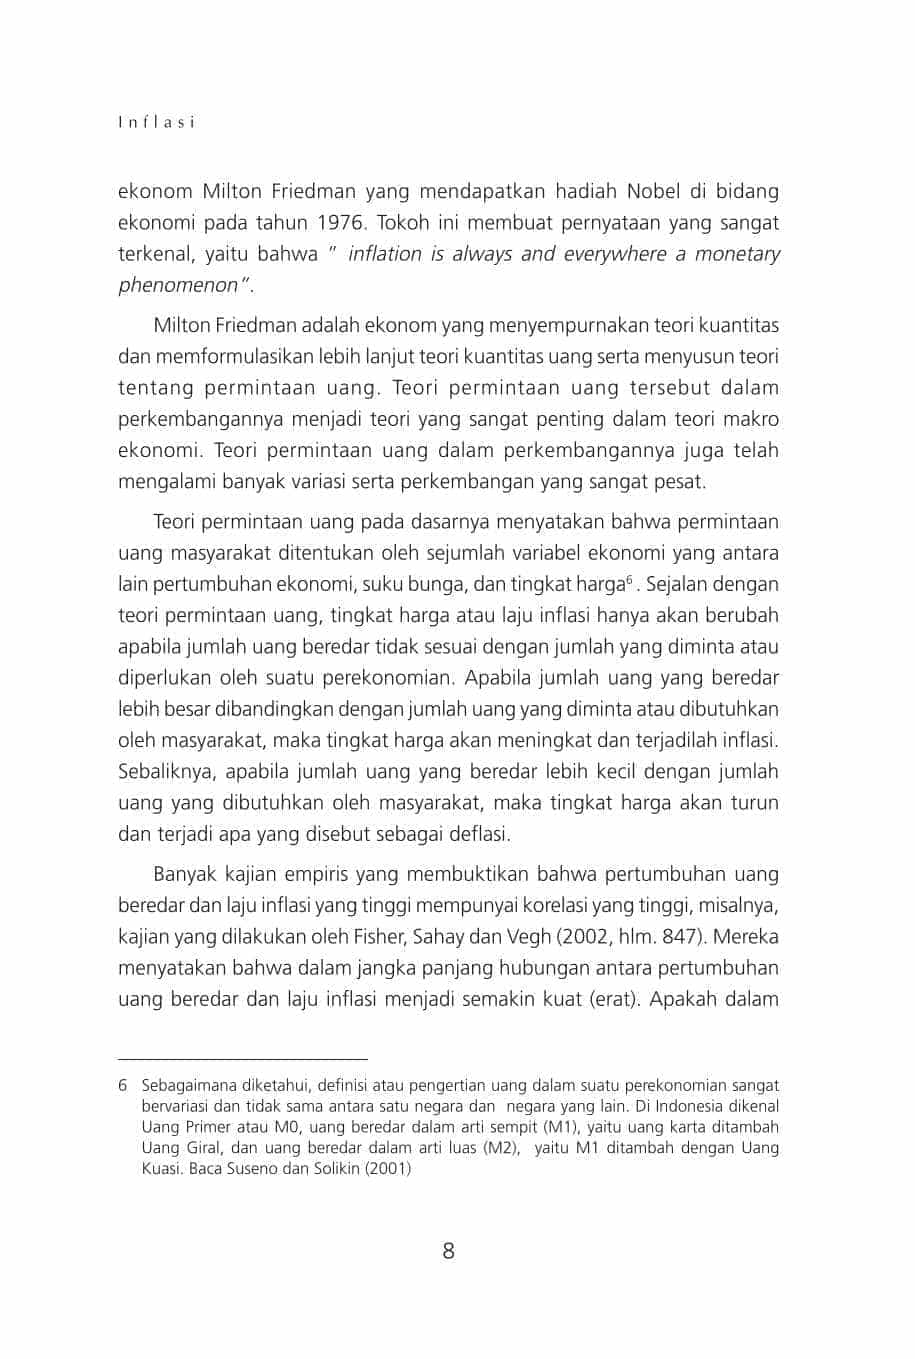 Inflasi
ekonom Milton Friedman yang mendapatkan hadiah Nobel di bidang
ekonomi pada tahun 1976. Tokoh ini membuat pernyataan yang sangat
terkenal, yaitu bahwa ” inflation is always and everywhere a monetary
phenomenon”.
Milton Friedman adalah ekonom yang menyempurnakan teori kuantitas
dan memformulasikan lebih lanjut teori kuantitas uang serta menyusun teori
tentang permintaan uang. Teori permintaan uang tersebut dalam
perkembangannya menjadi teori yang sangat penting dalam teori makro
ekonomi. Teori permintaan uang dalam perkembangannya juga telah
mengalami banyak variasi serta perkembangan yang sangat pesat.
Teori permintaan uang pada dasarnya menyatakan bahwa permintaan
uang masyarakat ditentukan oleh sejumlah variabel ekonomi yang antara
lain pertumbuhan ekonomi, suku bunga, dan tingkat harga⁶ . Sejalan dengan
teori permintaan uang, tingkat harga atau laju inflasi hanya akan berubah
apabila jumlah uang beredar tidak sesuai dengan jumlah yang diminta atau
diperlukan oleh suatu perekonomian. Apabila jumlah uang yang beredar
lebih besar dibandingkan dengan jumlah uang yang diminta atau dibutuhkan
oleh masyarakat, maka tingkat harga akan meningkat dan terjadilah inflasi.
Sebaliknya, apabila jumlah uang yang beredar lebih kecil dengan jumlah
uang yang dibutuhkan oleh masyarakat, maka tingkat harga akan turun
dan terjadi apa yang disebut sebagai deflasi.
Banyak kajian empiris yang membuktikan bahwa pertumbuhan uang
beredar dan laju inflasi yang tinggi mempunyai korelasi yang tinggi, misalnya,
kajian yang dilakukan oleh Fisher, Sahay dan Vegh (2002, hlm. 847). Mereka
menyatakan bahwa dalam jangka panjang hubungan antara pertumbuhan
uang beredar dan laju inflasi menjadi semakin kuat (erat). Apakah dalam
6 Sebagaimana diketahui, definisi atau pengertian uang dalam suatu perekonomian sangat
bervariasi dan tidak sama antara satu negara dan negara yang lain. Di Indonesia dikenal
Uang Primer atau M0, uang beredar dalam arti sempit (M1), yaitu uang karta ditambah
Uang Giral, dan uang beredar dalam arti luas (M2), yaitu M1 ditambah dengan Uang
Kuasi. Baca Suseno dan Solikin (2001)
8